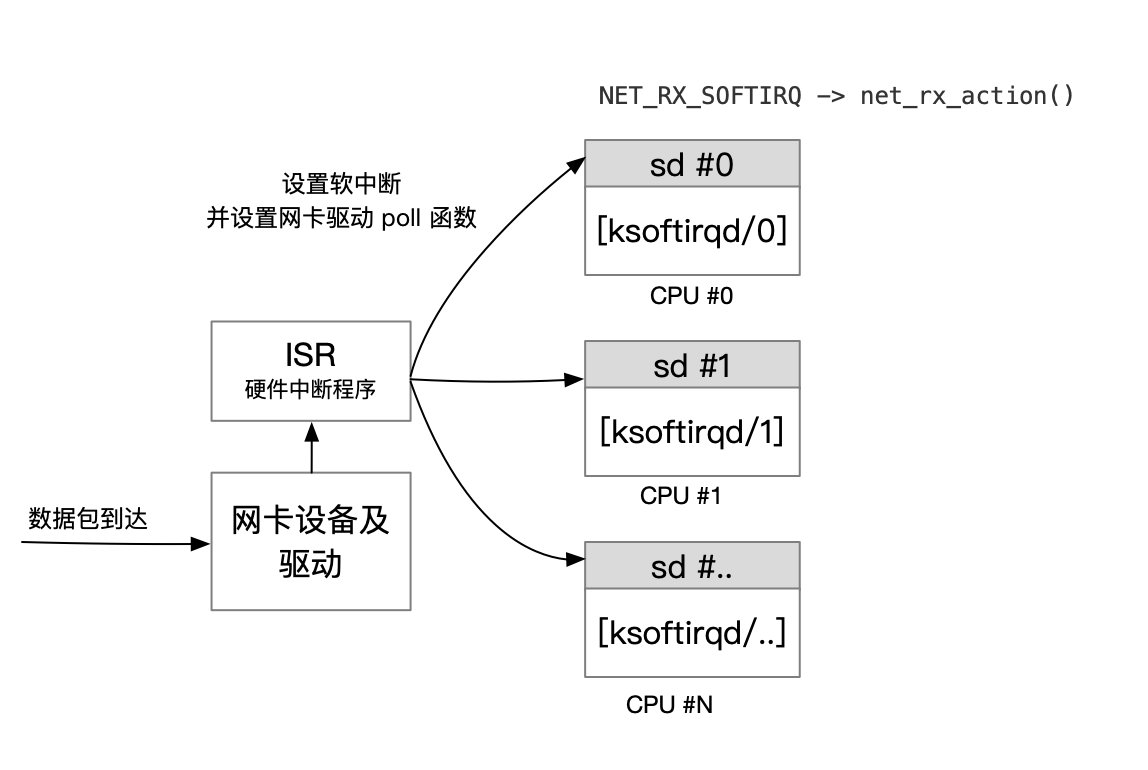 NET_RX_SOFTIRQ -> net_rx_action()
设置软中断
并设置网卡驱动 poll 函数
sd #0
[ksoftirqd/0]
CPU #0
ISR
硬件中断程序
sd #1
[ksoftirqd/1]
CPU #1
数据包到达
网卡设备及
驱动
sd #..
[ksoftirqd/..]
CPU #N